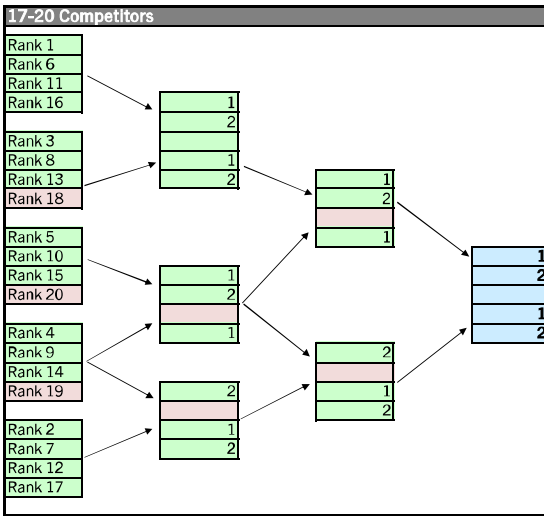 17-20 Competitors
Rank 1
Rank 6
Rank 11
Rank 16
Rank 3
Rank 8
Rank 13
Rank 18
Rank 5
Rank 10
Rank 15
Rank 20
Rank 4
Rank 9
Rank 14
Rank 19
Rank 2
Rank 7
Rank 12
Rank 17
1
2
1
2
1
2
1
2
1
2
1
2
1
2
1
2
1
2
1
2